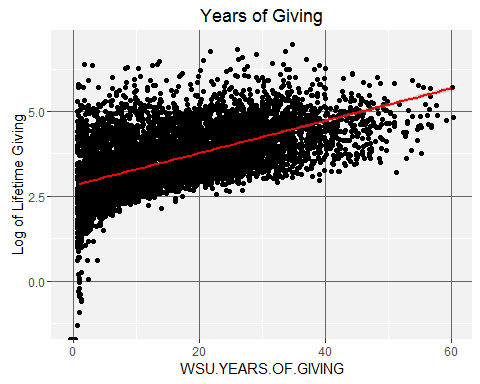 Years of Giving
Log of Lifetime Giving
5.0
2.5
0.0
0 20 40 60
WSU.YEARS.OF.GIVING